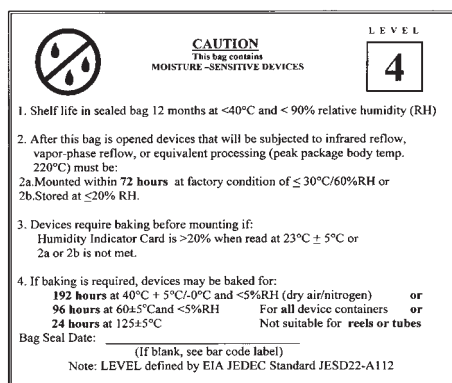 LEVEL
CAUTION
This bag contains
MOISTURE –SENSITIVE DEVICES
4
1. Shelf life in sealed bag 12 months at <40°C and < 90% relative humidity (RH)
2. After this bag is opened devices that will be subjected to infrared reflow,
vapor-phase reflow, or equivalent processing (peak package body temp.
220°C) must be:
2a.Mounted within 72 hours at factory condition of ≤ 30°C/60%RH or
2b.Stored at ≤20% RH.
3. Devices require baking before mounting if:
Humidity Indicator Card is >20% when read at 23°C ± 5°C or
2a or 2b is not met.
4. If baking is required, devices may be baked for:
192 hours at 40°C + 5°C/-0°C and <5%RH (dry air/nitrogen) or
96 hours at 60±5°Cand <5%RH For all device containers or
24 hours at 125±5°C Not suitable for reels or tubes
Bag Seal Date:
(If blank, see bar code label)
Note: LEVEL defined by EIA JEDEC Standard JESD22-A112